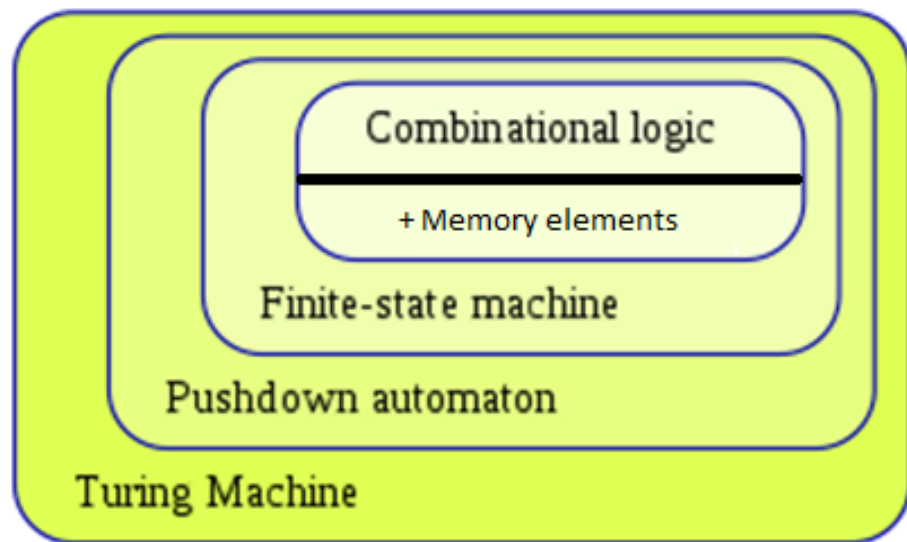 Combinational logic
+ Memory elements
Finite-state machine
Pushdown automaton
Turing Machine